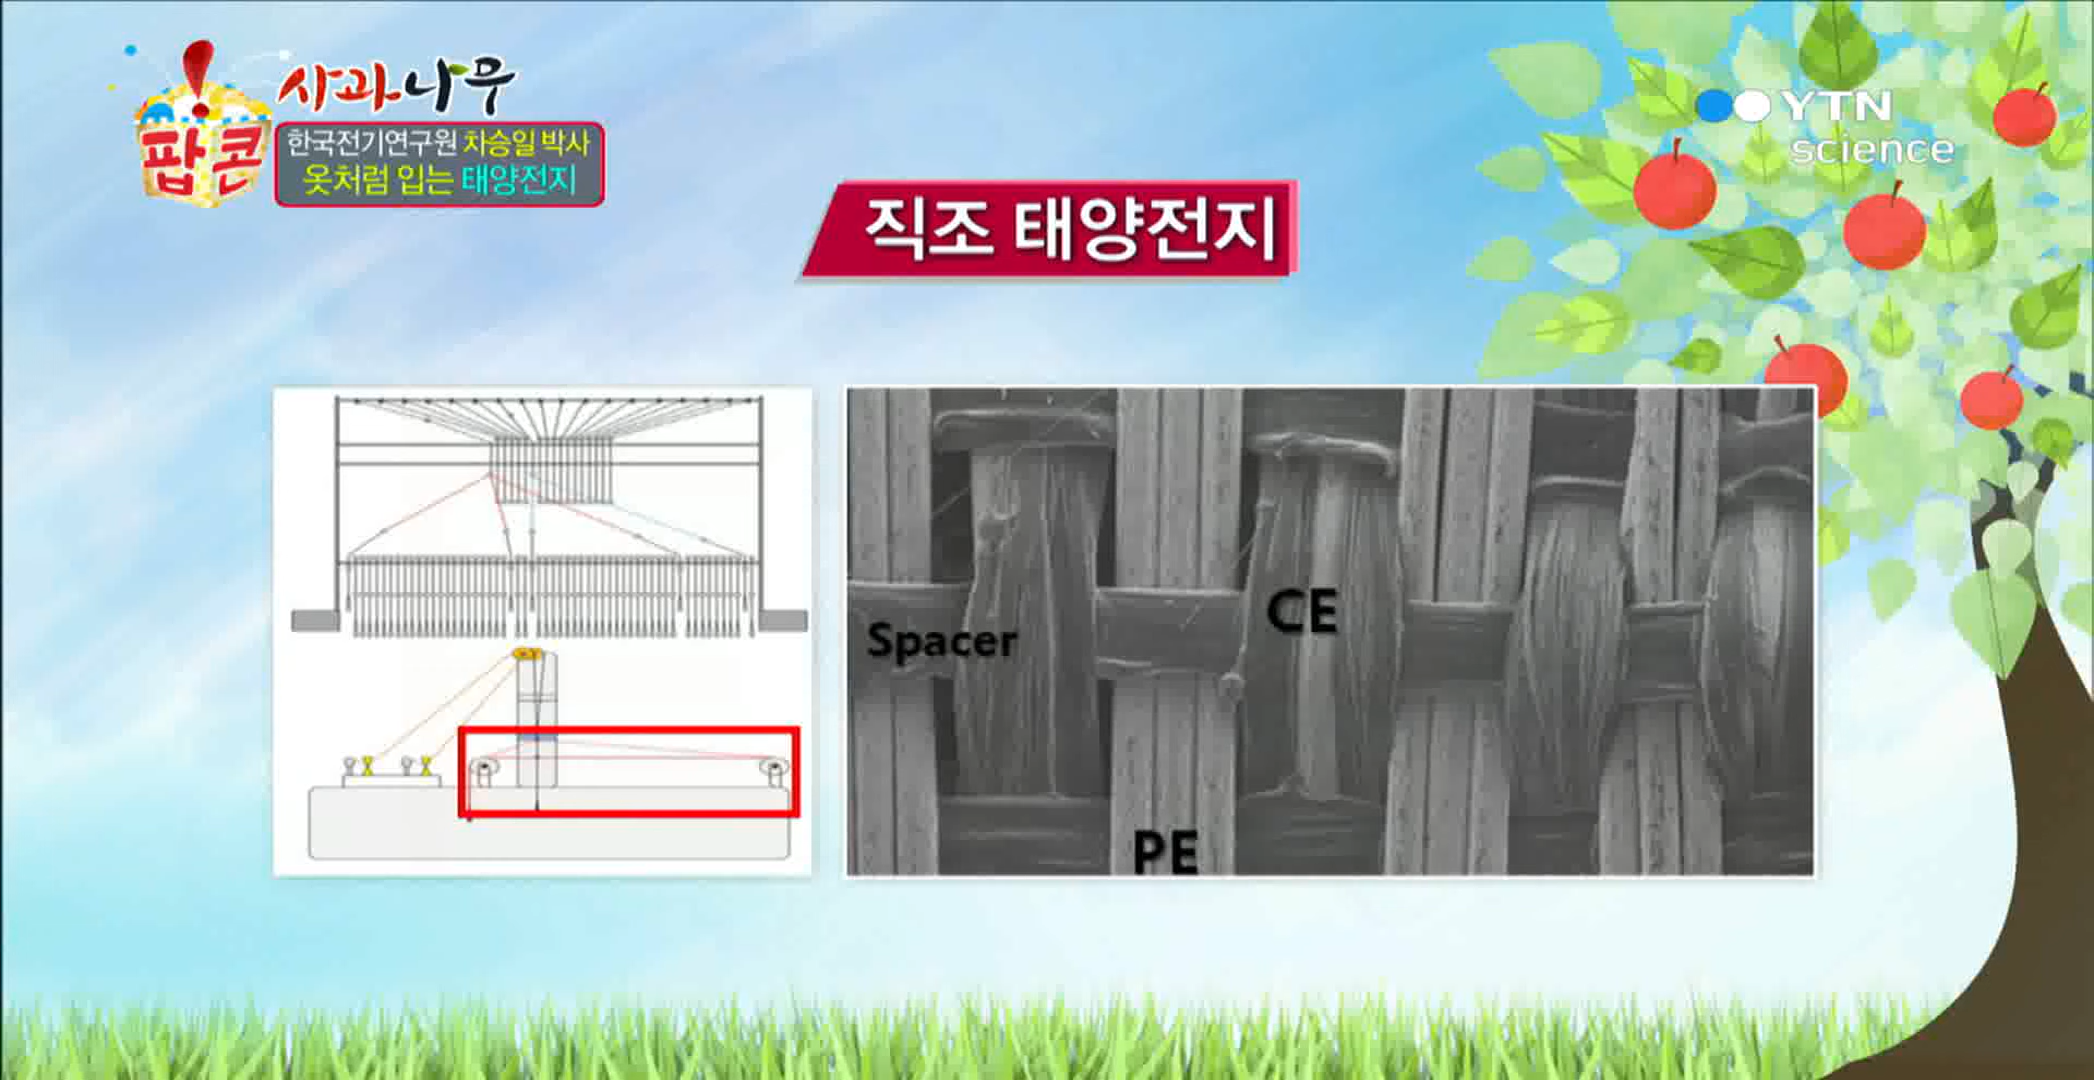 팝콘
사과나무
한국전기연구원 차승일 박사
옷처럼 입는 태양전지
YTN
science
직조 태양전지
Spacer
CE
PE